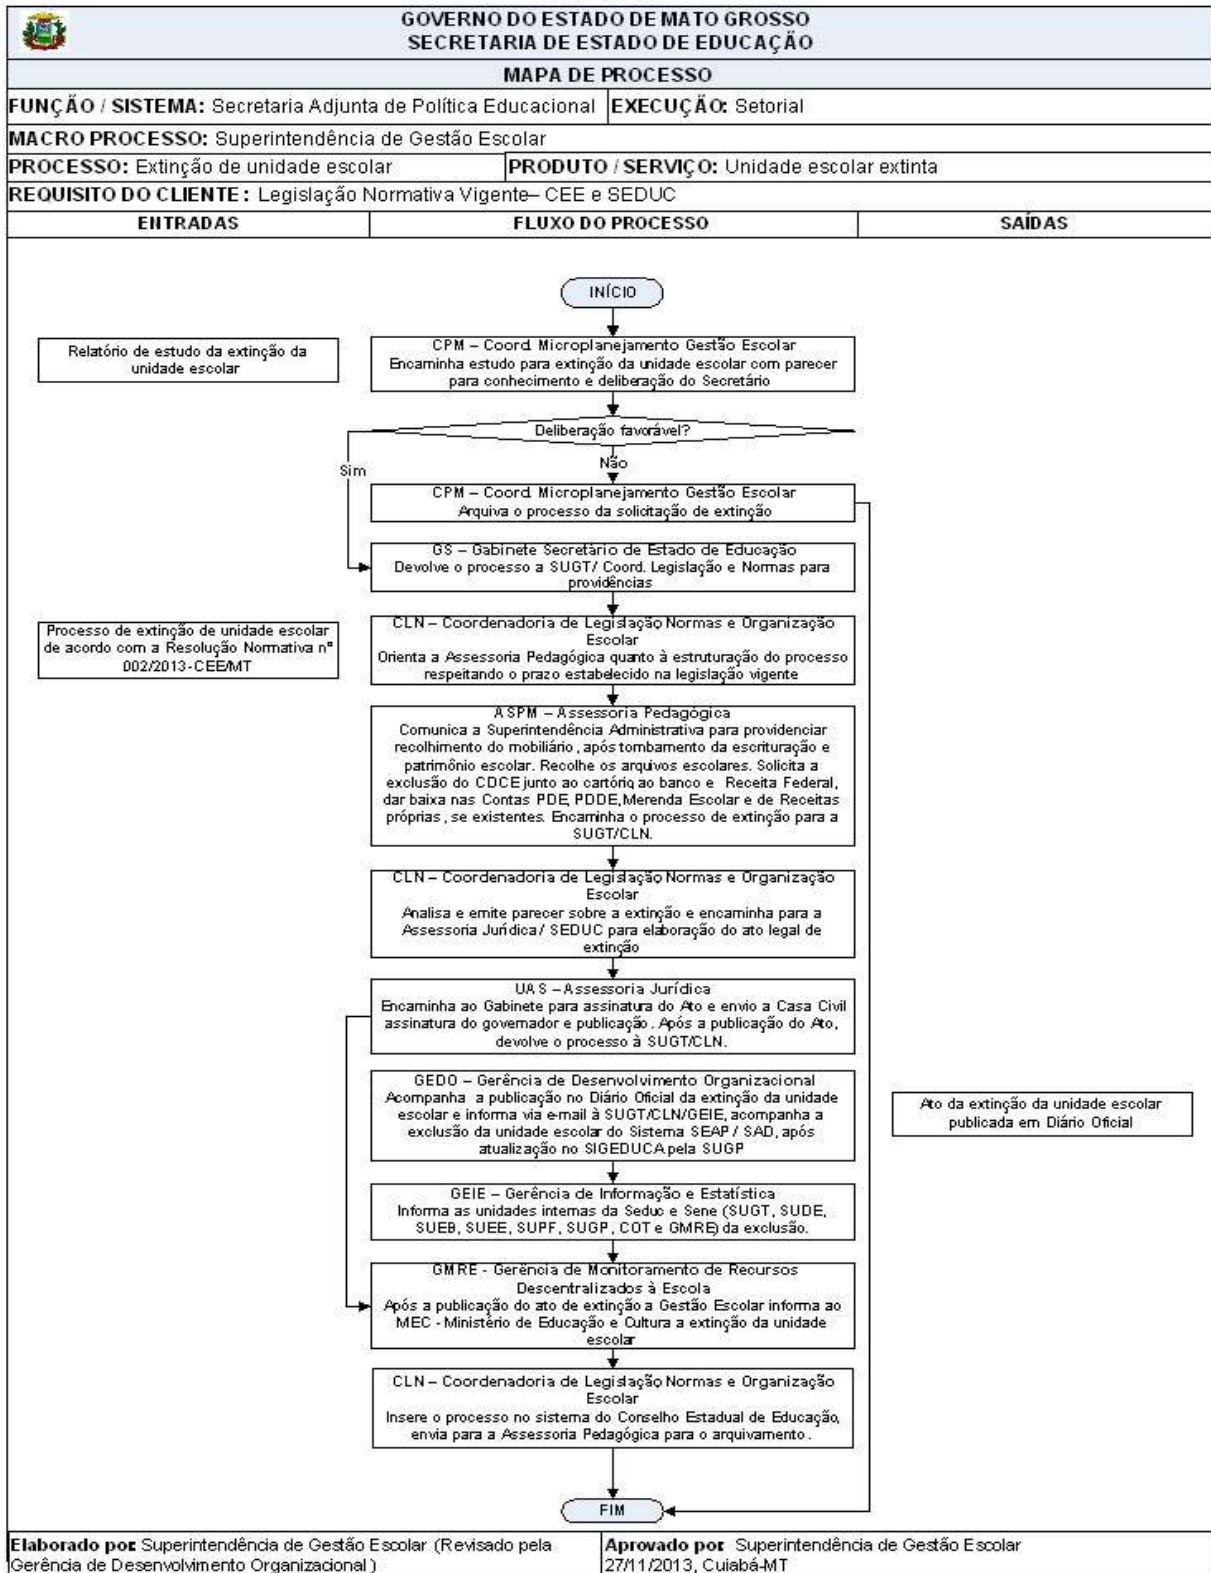 GOVERNO DO ESTADO DE MATO GROSSO
SECRETARIA DE ESTADO DE EDUCAÇÃO
MAPA DE PROCESSO
FUNÇÃO / SISTEMA: Secretaria Adjunta de Política Educacional
EXECUÇÃO: Setorial
MACRO PROCESSO: Superintendência de Gestão Escolar
PROCESSO: Extinção de unidade escolar
PRODUTO / SERVIÇO: Unidade escolar extinta
REQUISITO DO CLIENTE : Legislação Normativa Vigente– CEE e SEDUC
ENTRADAS
FLUXO DO PROCESSO
SAÍDAS
INÍCIO
Relatório de estudo da extinção da
unidade escolar
CPM – Coord. Microplanejamento Gestão Escolar
Encaminha estudo para extinção da unidade escolar com parecer
para conhecimento e deliberação do Secretário
Deliberação favorável?
Sim
Não
CPM – Coord. Microplanejamento Gestão Escolar
Arquiva o processo da solicitação de extinção
GS – Gabinete Secretário de Estado de Educação
Devolve o processo a SUGT/ Coord. Legislação e Normas para
providências
Processo de extinção de unidade escolar
de acordo com a Resolução Normativa nº
002/2013-CEE/MT
CLN – Coordenadoria de Legislação Normas e Organização
Escolar
Orienta a Assessoria Pedagógica quanto à estruturação do processo
respeitando o prazo estabelecido na legislação vigente
ASPM – Assessoria Pedagógica
Comunica a Superintendência Administrativa para providenciar
recolhimento do mobiliário, após tombamento da escrituração e
patrimônio escolar. Recolhe os arquivos escolares. Solicita a
exclusão do CDCE junto ao cartório, ao banco e Receita Federal,
dar baixa nas Contas PDE, PDDE, Merenda Escolar e de Receitas
próprias, se existentes. Encaminha o processo de extinção para a
SUGT/CLN.
CLN – Coordenadoria de Legislação, Normas e Organização
Escolar
Analisa e emite parecer sobre a extinção e encaminha para a
Assessoria Jurídica / SEDUC para elaboração do ato legal de
extinção
UAS – Assessoria Jurídica
Encaminha ao Gabinete para assinatura do Ato e envio a Casa Civil
assinatura do governador e publicação. Após a publicação do Ato,
devolve o processo à SUGT/CLN.
GEDO – Gerência de Desenvolvimento Organizacional
Acompanha a publicação no Diário Oficial da extinção da unidade
escolar e informa via e-mail à SUGT/CLN/GEIE, acompanha a
exclusão da unidade escolar do Sistema SEAP / SAD, após
atualização no SIGEDUCA pela SUGP
Ato da extinção da unidade escolar
publicada em Diário Oficial
GEIE – Gerência de Informação e Estatística
Informa as unidades internas da Seduc e Sene (SUGT, SUDE,
SUEB, SUEE, SUPF, SUGP, COT e GMRE) da exclusão.
GMRE - Gerência de Monitoramento de Recursos
Descentralizados à Escola
Após a publicação do ato de extinção a Gestão Escolar informa ao
MEC - Ministério de Educação e Cultura a extinção da unidade
escolar
CLN – Coordenadoria de Legislação, Normas e Organização
Escolar
Insere o processo no sistema do Conselho Estadual de Educação,
envia para a Assessoria Pedagógica para o arquivamento.
FIM
Elaborado por: Superintendência de Gestão Escolar (Revisado pela
Gerência de Desenvolvimento Organizacional)
Aprovado por: Superintendência de Gestão Escolar
27/11/2013, Cuiabá-MT